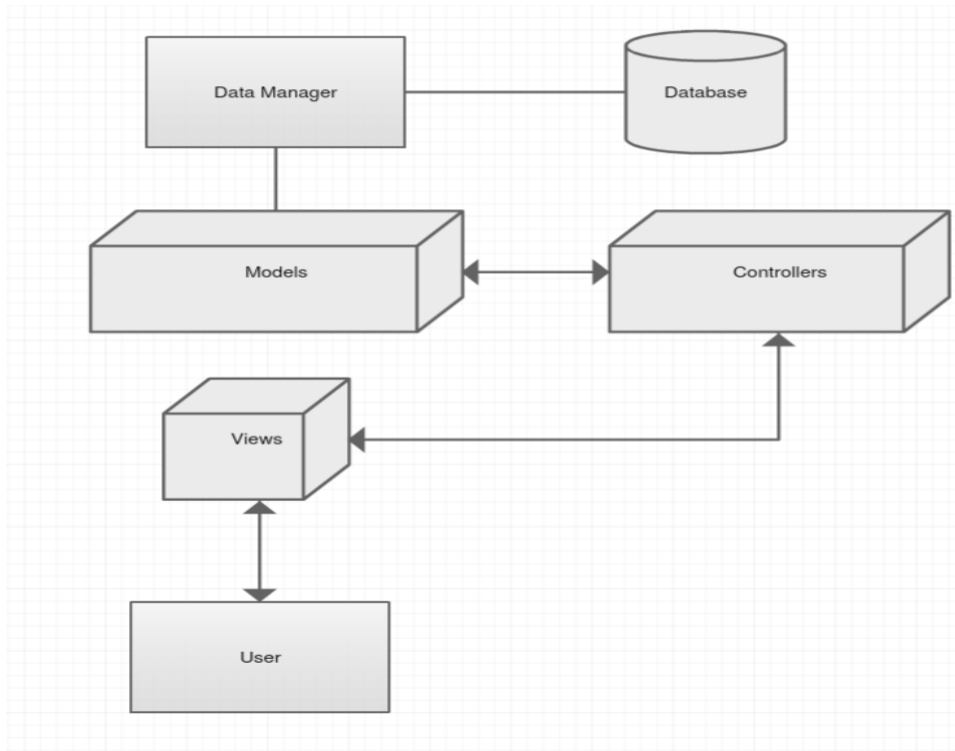 Data Manager
Database
Models
Controllers
Views
User